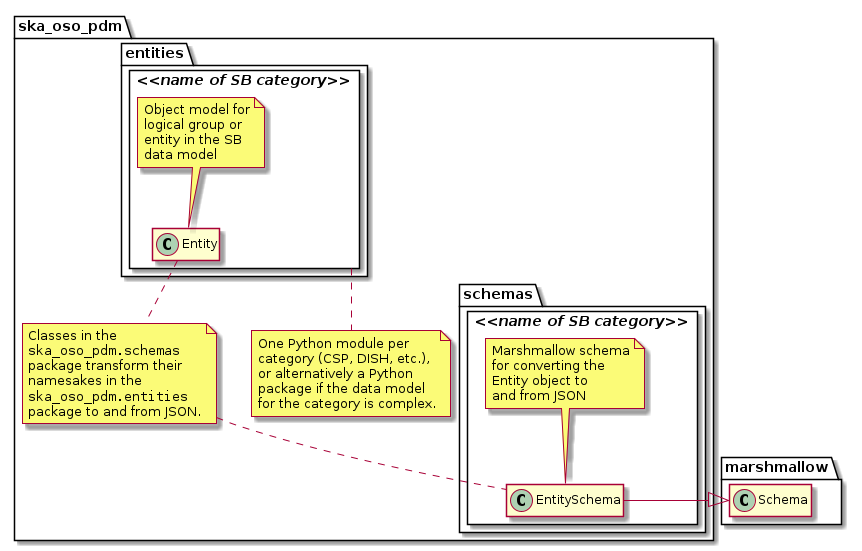 ska_oso_pdm
entities
<<name of SB category>>
Object model for
logical group or
entity in the SB
data model
C Entity
Classes in the
ska_oso_pdm.schemas
package transform their
namesakes in the
ska_oso_pdm.entities
package to and from JSON.
One Python module per
category (CSP, DISH, etc.),
or alternatively a Python
package if the data model
for the category is complex.
schemas
<<name of SB category>>
Marshmallow schema
for converting the
Entity object to
and from JSON
C EntitySchema
marshmallow
C Schema